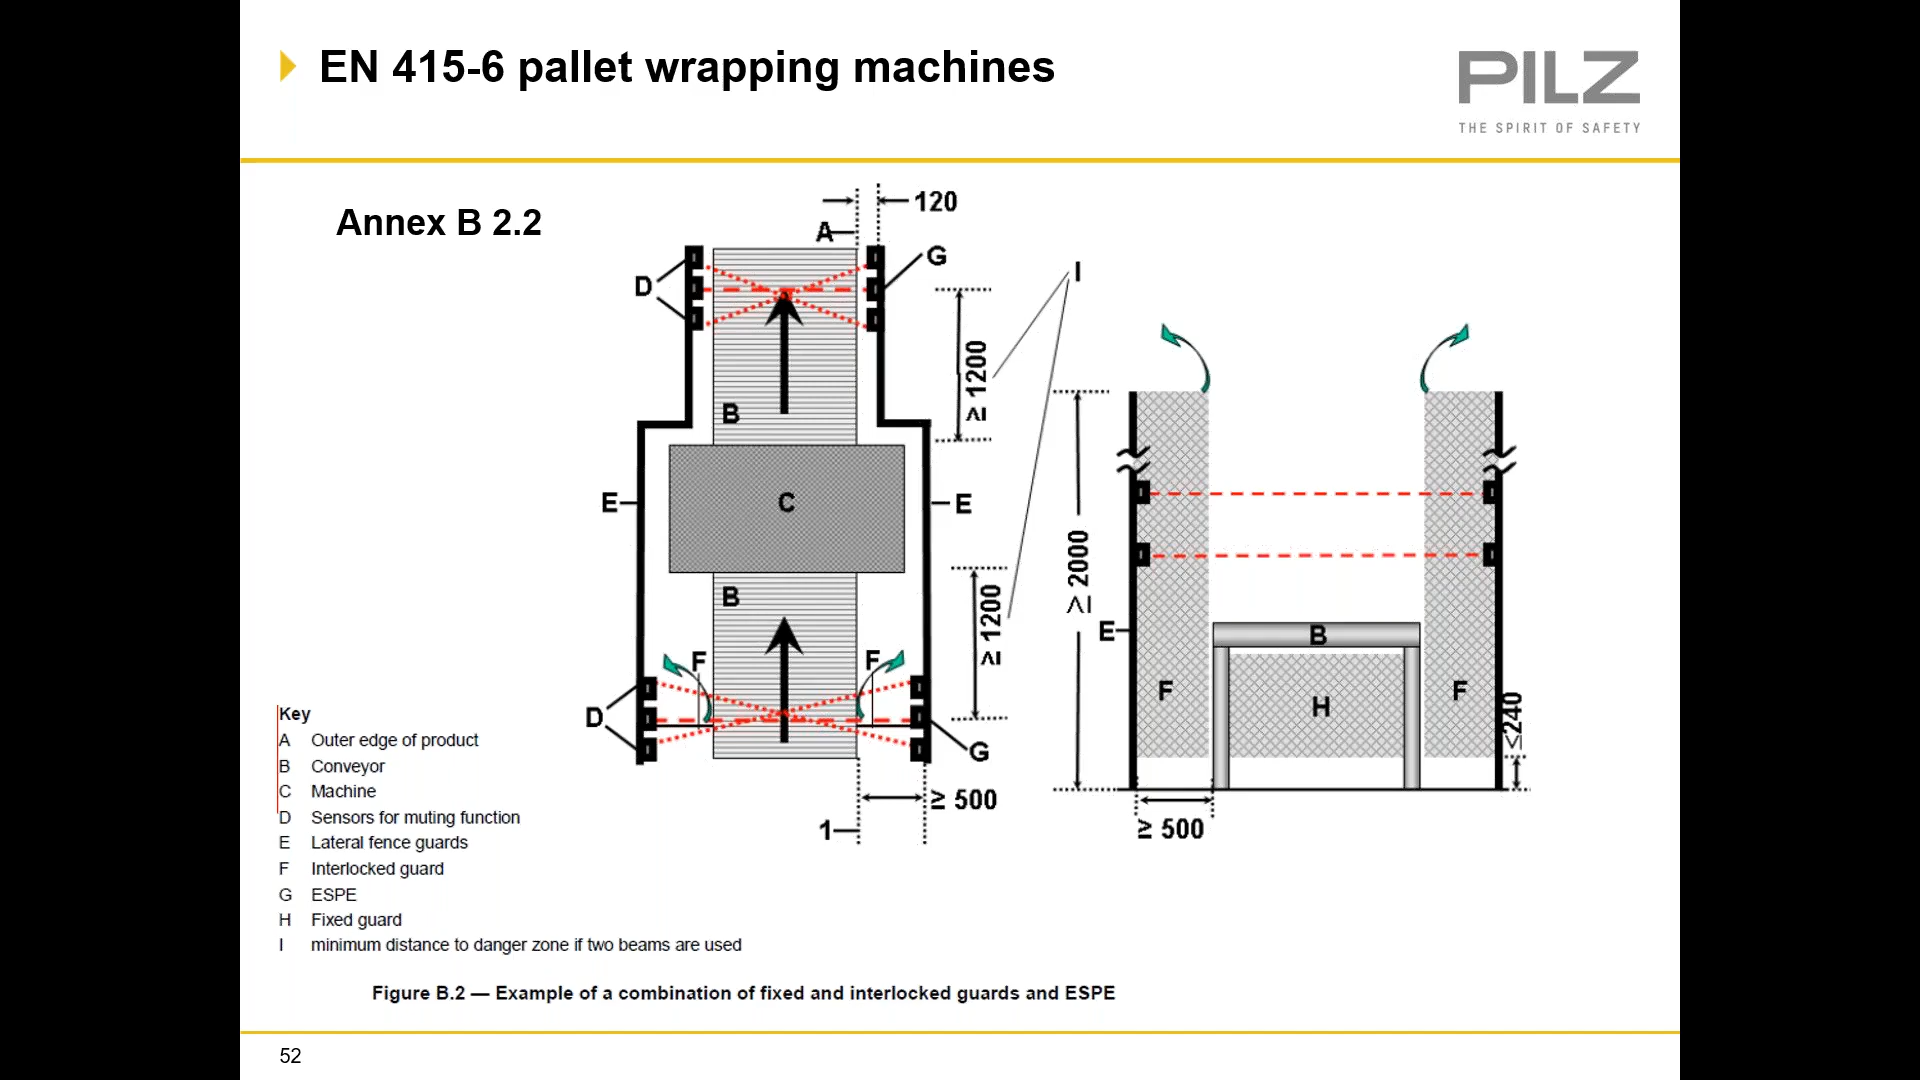 EN 415-6 pallet wrapping machines
PILZ
THE SPIRIT OF SAFETY
Annex B 2.2
120
A
G
D
I
≥ 1200
B
E
C
E
B
≥ 1200
F
F
D
G
≥ 500
1
≥ 2000
E
B
F
H
F
≤240
≥ 500
Key
A Outer edge of product
B Conveyor
C Machine
D Sensors for muting function
E Lateral fence guards
F Interlocked guard
G ESPE
H Fixed guard
I minimum distance to danger zone if two beams are used
Figure B.2 — Example of a combination of fixed and interlocked guards and ESPE
52